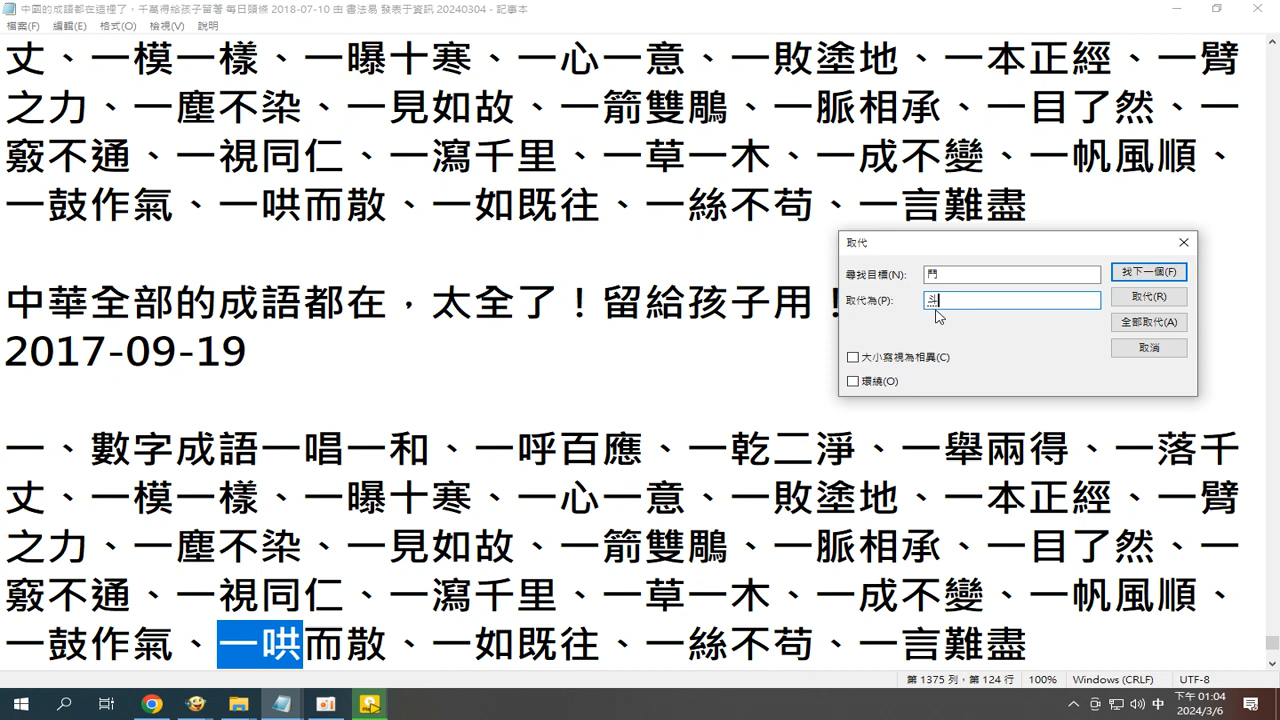 中國的成語都在這裡了，千萬得給孩子留著 每日頭條 2018-07-10 由 書法易 發表于資訊 20240304 - 記事本
檔案(F) 編輯(E) 格式(O) 檢視(V) 說明
丈、一模一樣、一曝十寒、一心一意、一敗塗地、一本正經、一臂
之力、一塵不染、一見如故、一箭雙鵰、一脈相承、一目了然、一
竅不通、一視同仁、一瀉千里、一草一木、一成不變、一帆風順、
一鼓作氣、一哄而散、一如既往、一絲不苟、一言難盡
中華全部的成語都在，太全了！留給孩子用！
2017-09-19
一、數字成語一唱一和、一呼百應、一乾二淨、一舉兩得、一落千
丈、一模一樣、一曝十寒、一心一意、一敗塗地、一本正經、一臂
之力、一塵不染、一見如故、一箭雙鵰、一脈相承、一目了然、一
竅不通、一視同仁、一瀉千里、一草一木、一成不變、一帆風順、
一鼓作氣、一哄而散、一如既往、一絲不苟、一言難盡
取代
尋找目標(N): 鬥 找下一個(F)
取代為(P): 斗 取代(R)
全部取代(A)
取消
大小寫視為相異(C)
環繞(O)
第 1375 列，第 124 行 100% Windows (CRLF) UTF-8
中 下午 01:04
2024/3/6